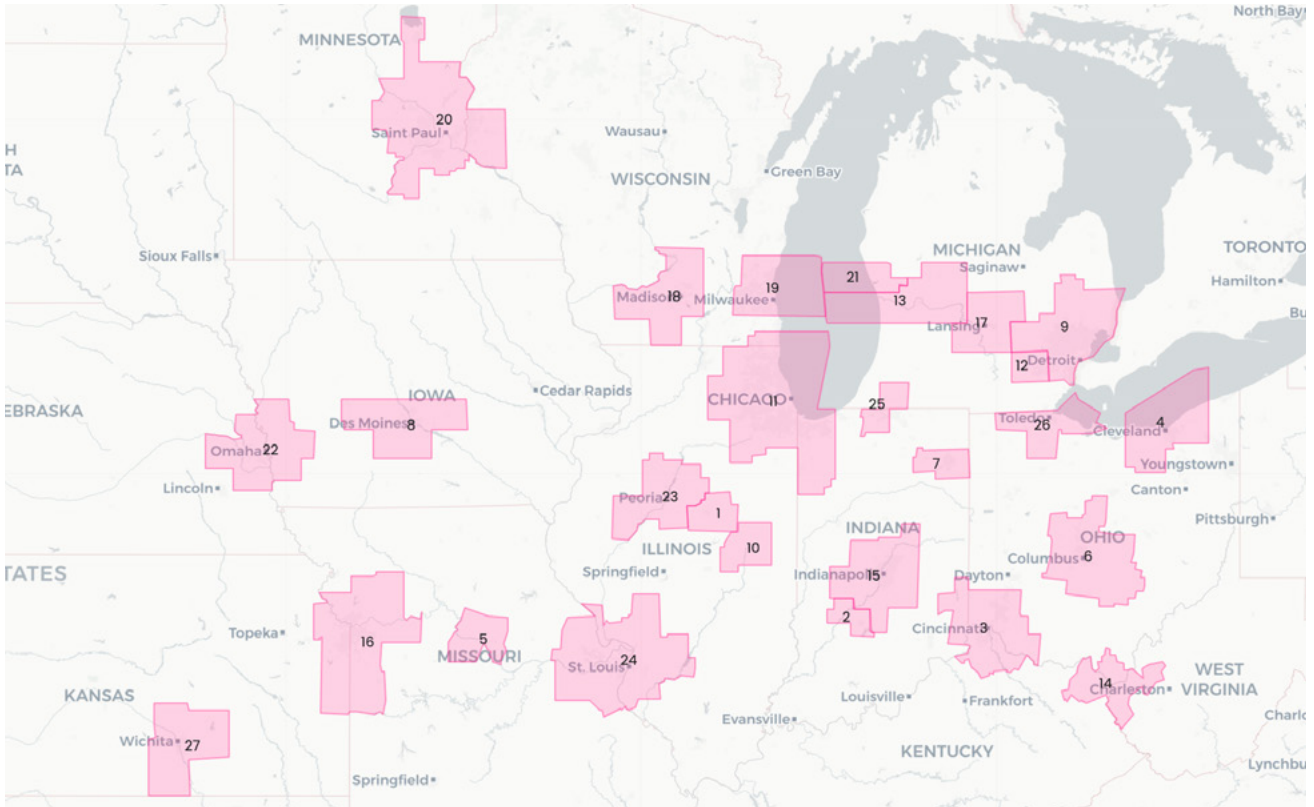 North Bay
MINNESOTA
20
Saint Paul
Wausau
WISCONSIN
Green Bay
H
TA
Sioux Falls
MICHIGAN
Saginaw
TORONTO
Hamilton
Bu
21
19
18
Madison
Milwaukee
13
Lansing
17
9
12
Detroit
Cedar Rapids
IOWA
Des Moines
8
CHICAGO
11
25
EBRASKA
Toledo
26
4
Cleveland
Omaha
22
7
Youngstown
Lincoln
Peoria
23
1
Canton
Pittsburgh
INDIANA
ILLINOIS
10
OHIO
Columbus
6
TATES
Springfield
Indianapolis
15
Dayton
Topeka
16
5
MISSOURI
2
Cincinnati
3
St. Louis
24
14
Charleston
WEST
VIRGINIA
KANSAS
Louisville
Frankfort
Evansville
Charlo
Wichita
27
KENTUCKY
Springfield
Lynchbu